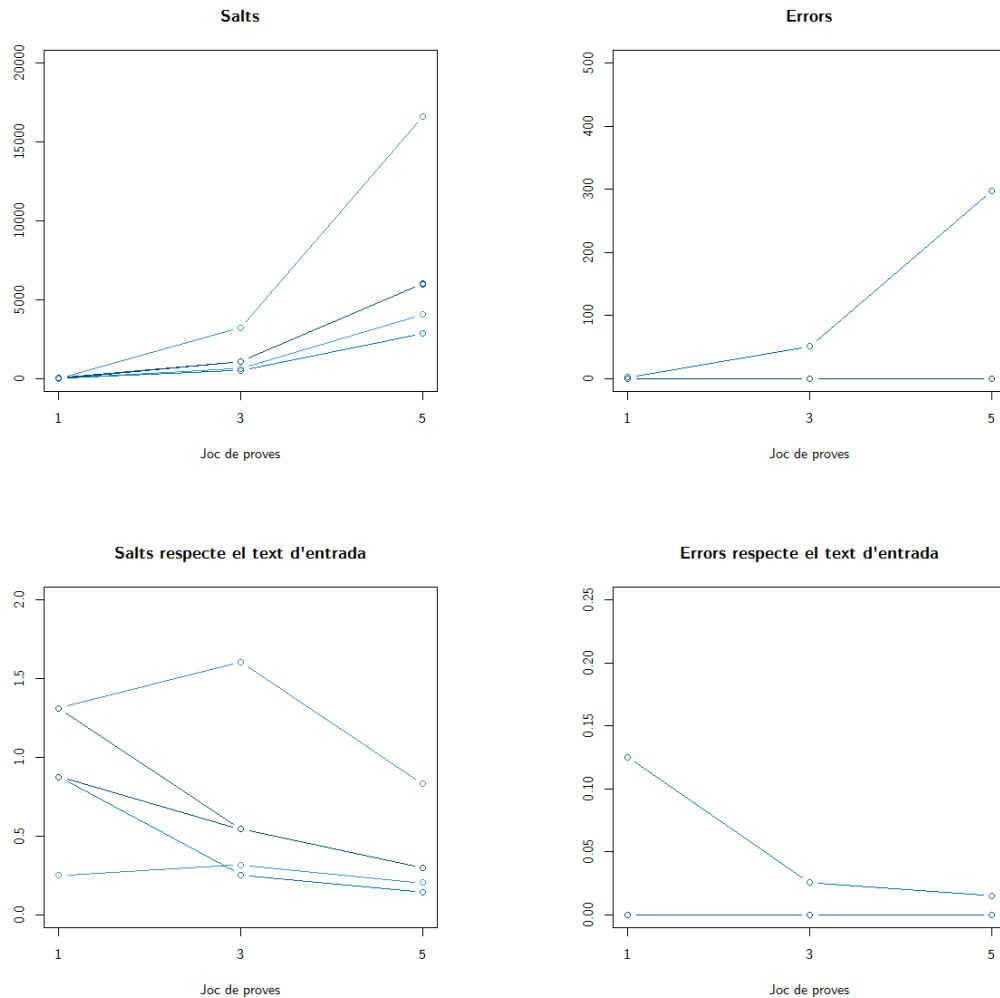 Salts
20000
15000
10000
5000
0
1 3 5
Joc de proves
Errors
500
400
300
200
100
0
1 3 5
Joc de proves
Salts respecte el text d'entrada
2.0
1.5
1.0
0.5
0.0
1 3 5
Joc de proves
Errors respecte el text d'entrada
0.25
0.20
0.15
0.10
0.05
0.00
1 3 5
Joc de proves